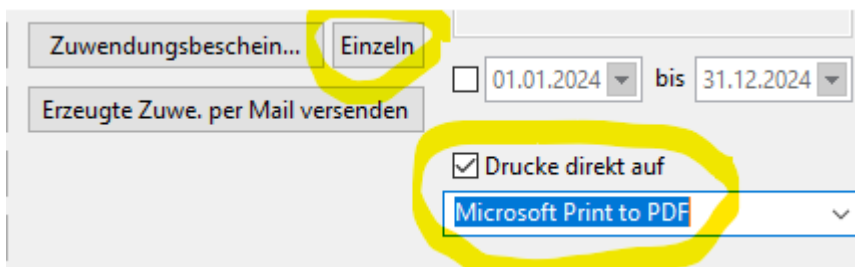 Zuwendungsbeschein... Einzeln
01.01.2024 bis 31.12.2024
Erzeugte Zuwe. per Mail versenden
Drucke direkt auf
Microsoft Print to PDF